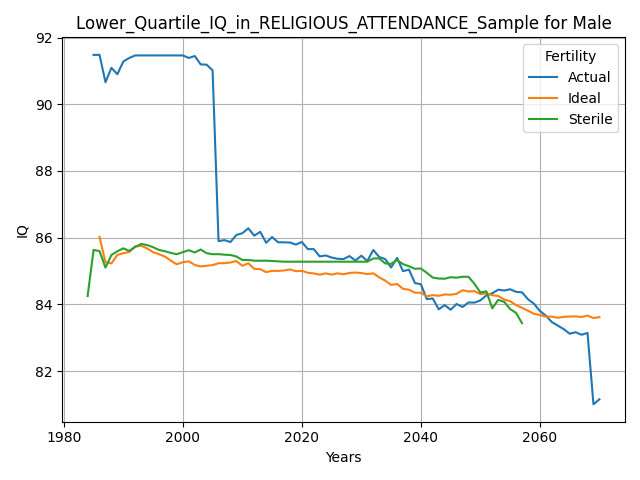 Lower_Quartile_IQ_in_RELIGIOUS_ATTENDANCE_Sample for Male
Fertility
Actual
Ideal
Sterile
IQ
92
90
88
86
84
82
1980
2000
2020
2040
2060
Years